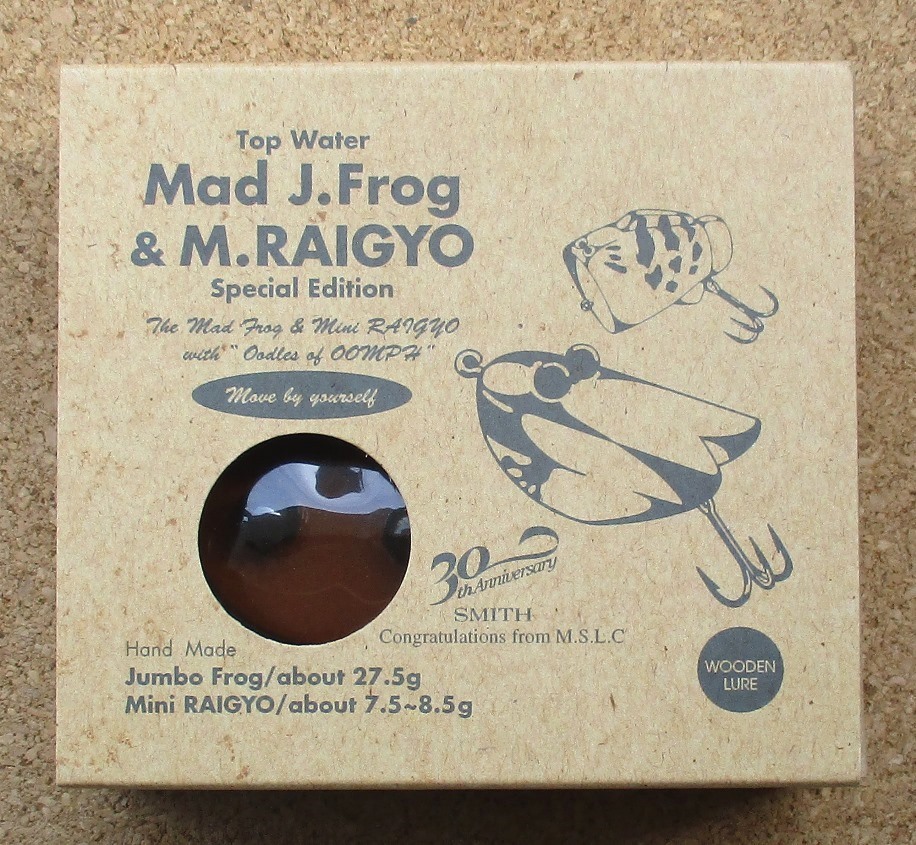 Top Water
Mad J.Frog
& M.RAIGYO
Special Edition
The Mad Frog & Mini RAIGYO
with " Oodles of OOMPH "
Move by yourself
30th Anniversary
SMITH
Congratulations from M.S.L.C
Hand Made
Jumbo Frog/about 27.5g
Mini RAIGYO/about 7.5~8.5g
WOODEN
LURE